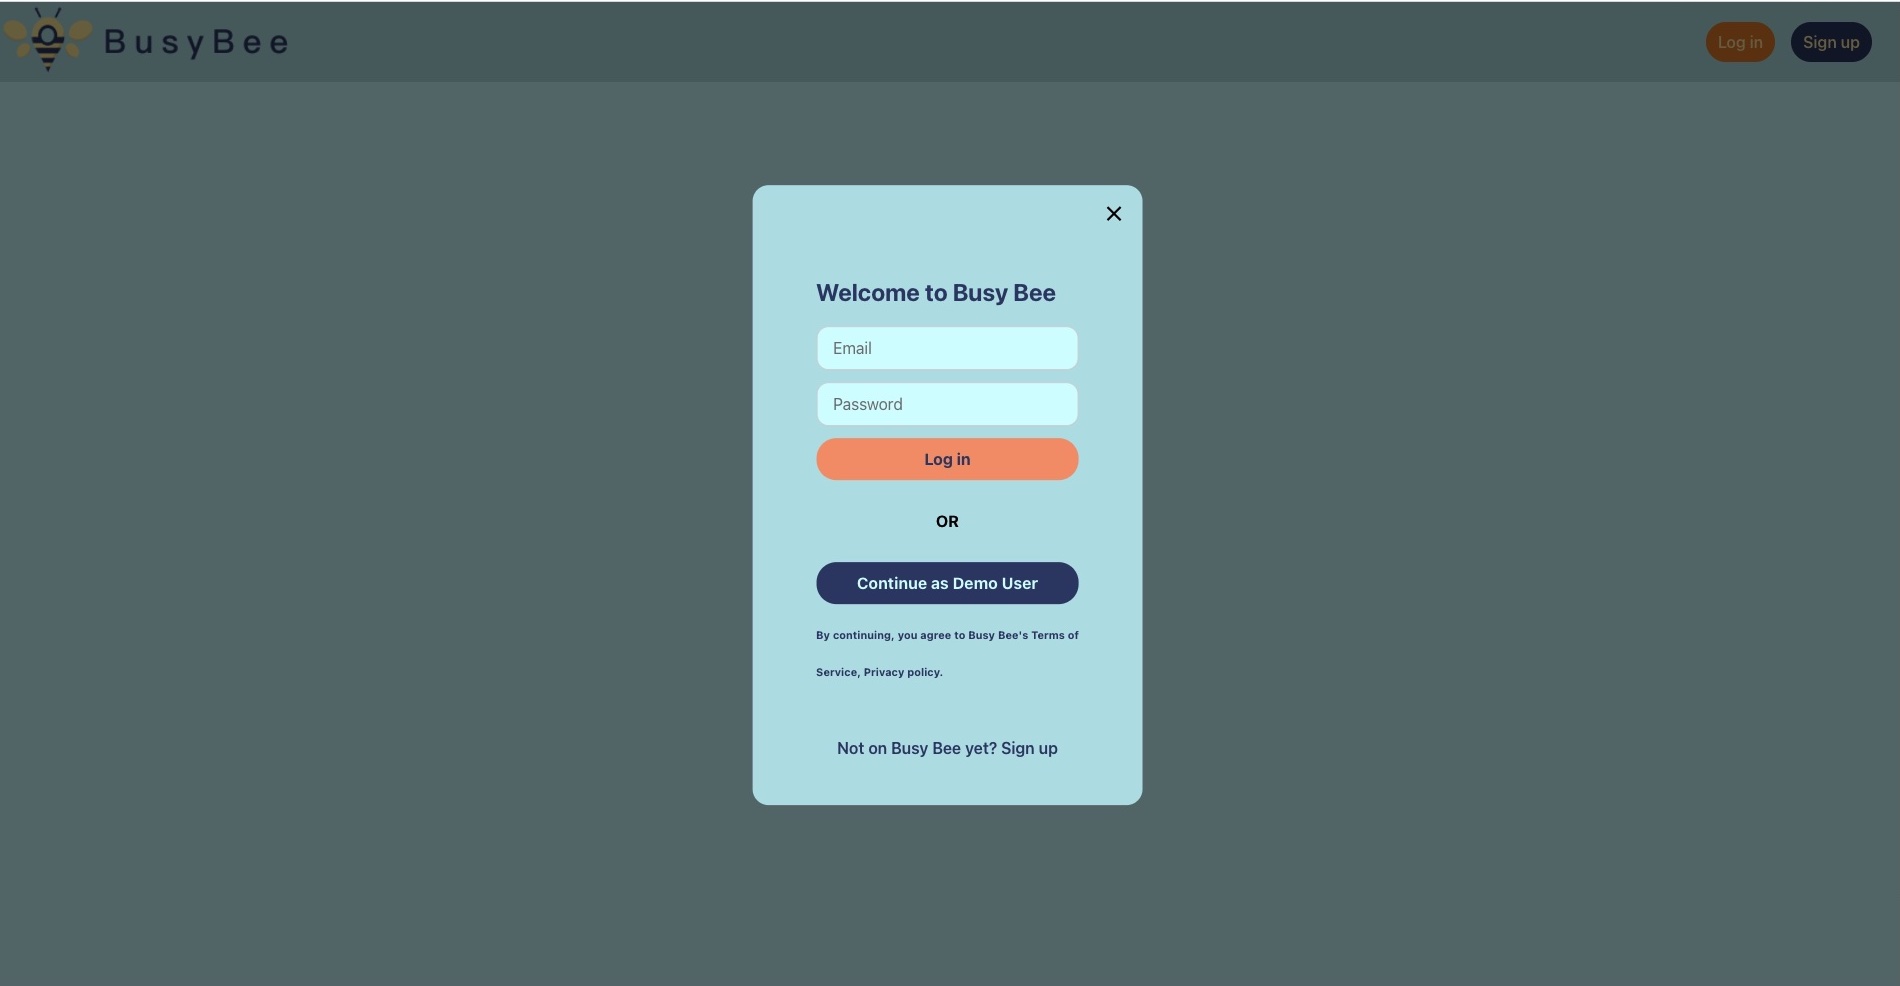 BusyBee
Log in
Sign up
Welcome to Busy Bee
Email
Password
Log in
OR
Continue as Demo User
By continuing, you agree to Busy Bee's Terms of
Service, Privacy policy.
Not on Busy Bee yet? Sign up